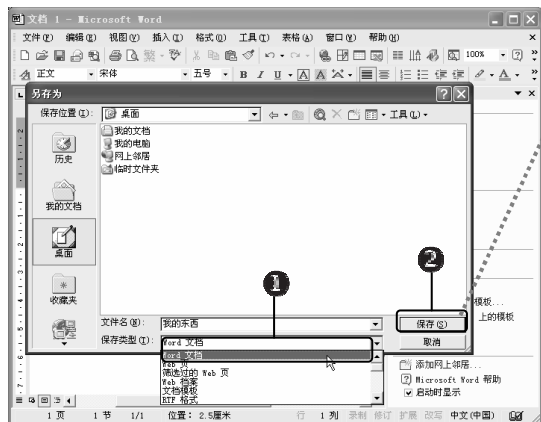 文档 1 - Microsoft Word
文件(F) 编辑(E) 视图(V) 插入(I) 格式(O) 工具(T) 表格(A) 窗口(W) 帮助(H)
100%
正文 宋体 五号 B I U A A
另存为
保存位置(I): 桌面 工具(L)
我的文档
我的电脑
网上邻居
临时文件夹
历史
我的文档
桌面
收藏夹
文件名(N): 我的东西
保存类型(T): Word 文档
Word 文档
Web 页
筛选过的 Web 页
Web 档案
文档模板
RTF 格式
1
2
保存(S)
取消
模板...
上的模板
添加网上邻居...
Microsoft Word 帮助
启动时显示
1 页 1 节 1/1 位置: 2.5厘米 行 1 列 录制 修订 扩展 改写 中文(中国)